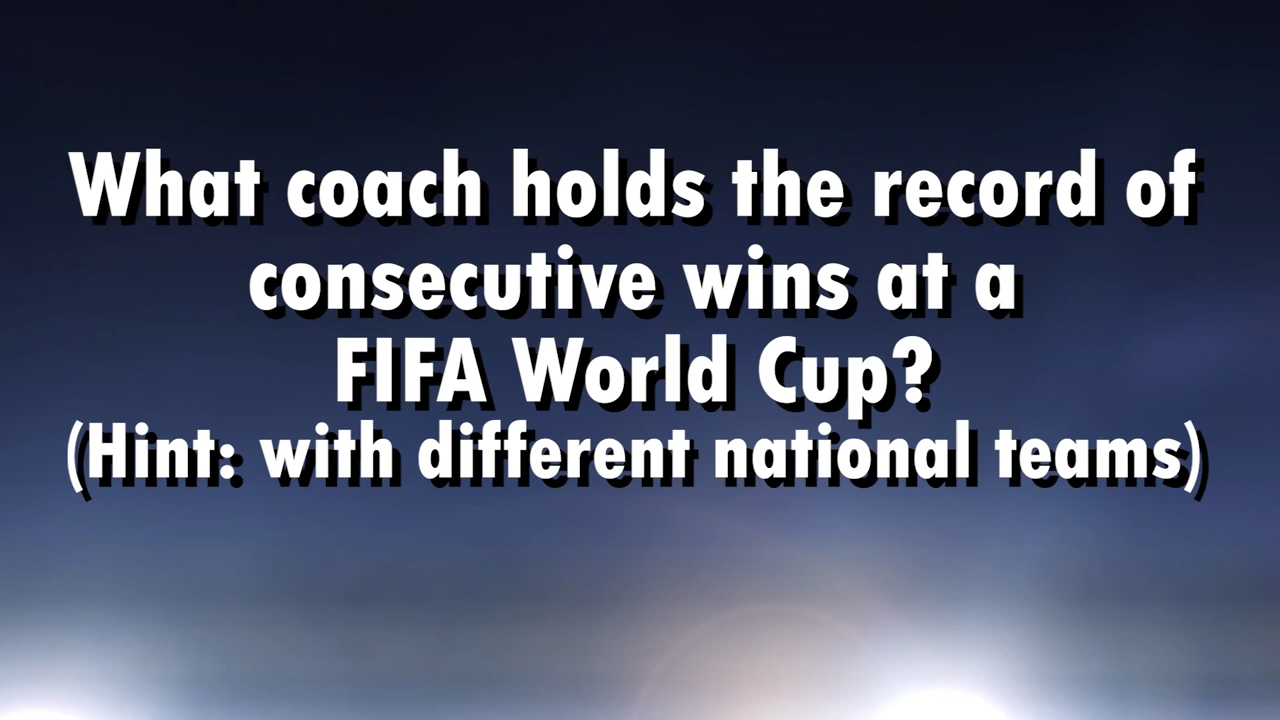 What coach holds the record of
consecutive wins at a
FIFA World Cup?
(Hint: with different national teams)